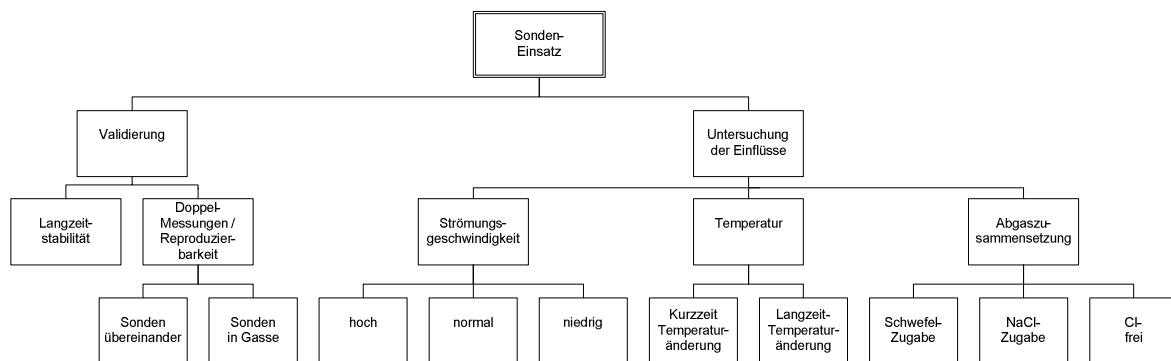 Sonden-
Einsatz
Validierung
Untersuchung
der Einflüsse
Langzeit-
stabilität
Doppel-
Messungen /
Reproduzier-
barkeit
Strömungs-
geschwindigkeit
Temperatur
Abgaszu-
sammensetzung
Sonden
übereinander
Sonden
in Gasse
hoch
normal
niedrig
Kurzzeit
Temperatur-
änderung
Langzeit-
Temperatur-
änderung
Schwefel-
Zugabe
NaCl-
Zugabe
Cl-
frei